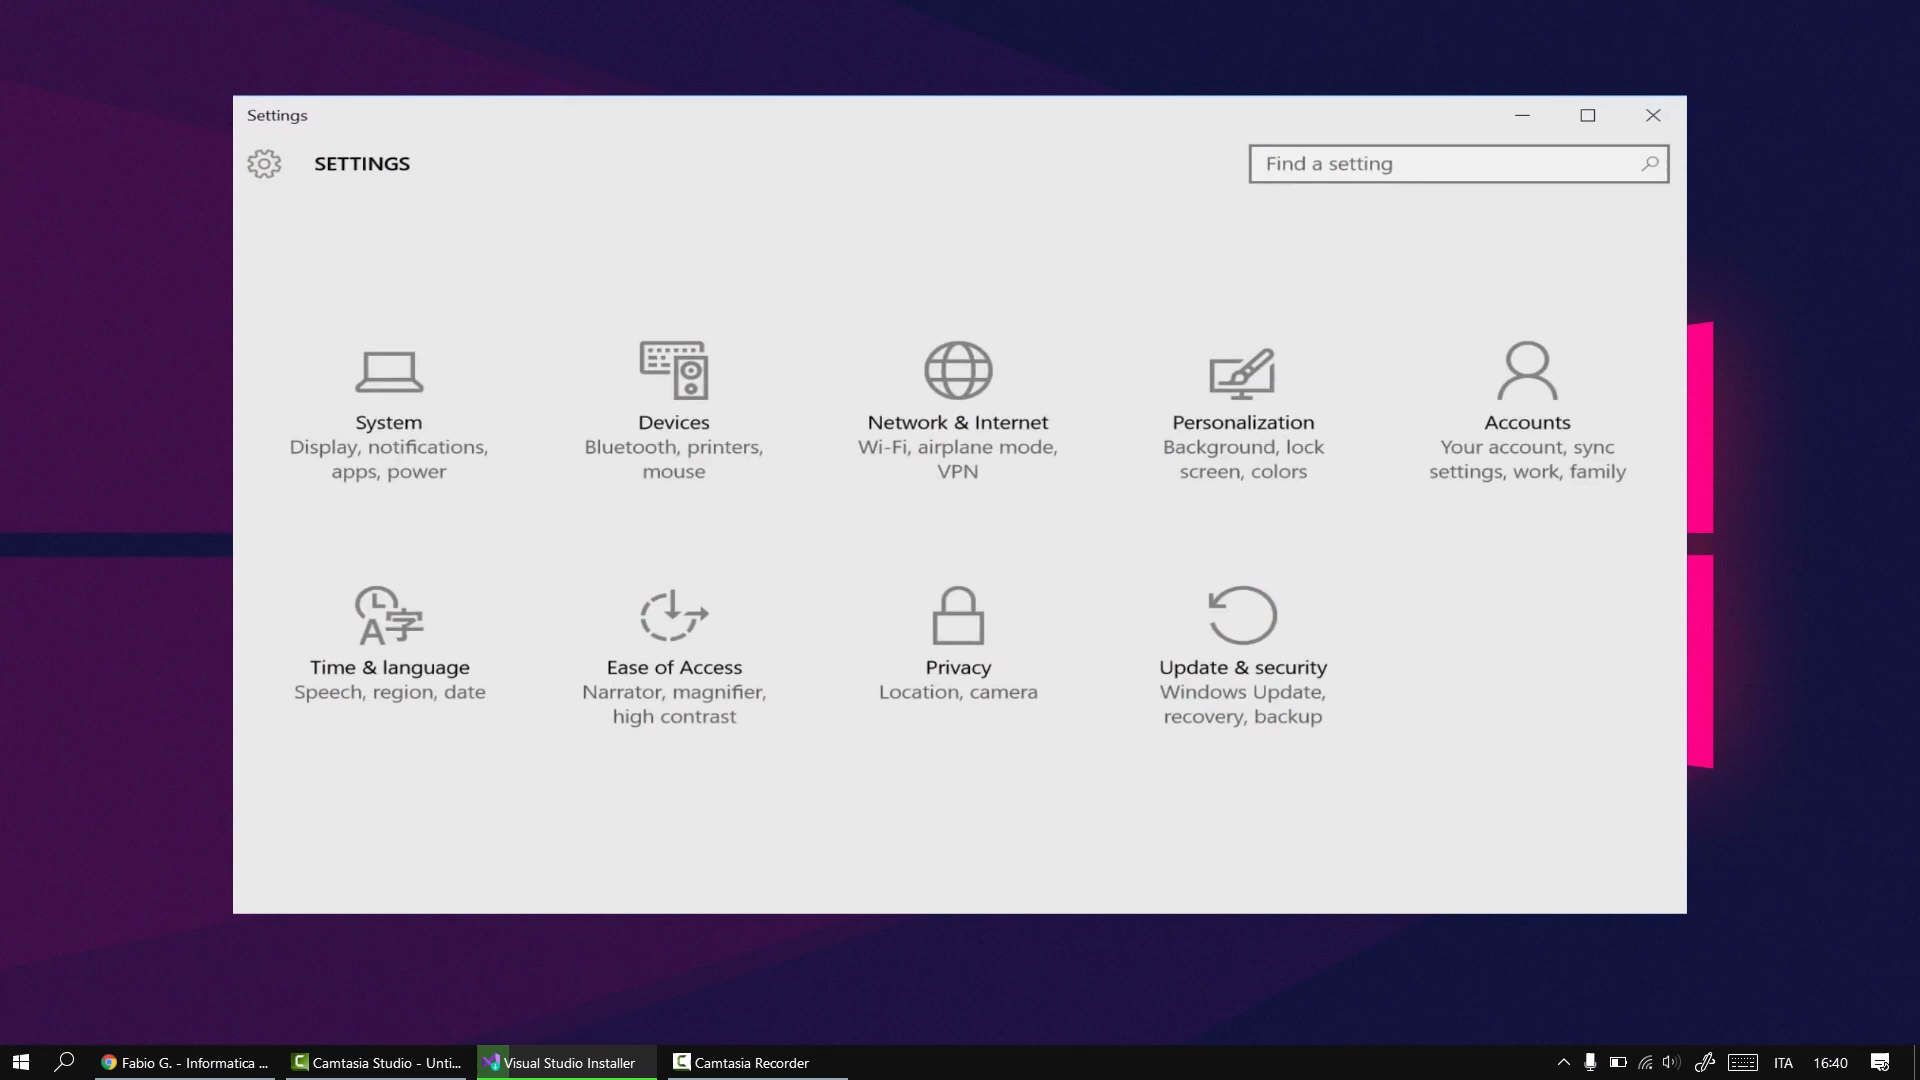 Settings
SETTINGS
Find a setting
System
Display, notifications,
apps, power
Devices
Bluetooth, printers,
mouse
Network & Internet
Wi-Fi, airplane mode,
VPN
Personalization
Background, lock
screen, colors
Accounts
Your account, sync
settings, work, family
Time & language
Speech, region, date
Ease of Access
Narrator, magnifier,
high contrast
Privacy
Location, camera
Update & security
Windows Update,
recovery, backup
Fabio G. - Informatica ...
Camtasia Studio - Unti...
Visual Studio Installer
Camtasia Recorder
ITA
16:40